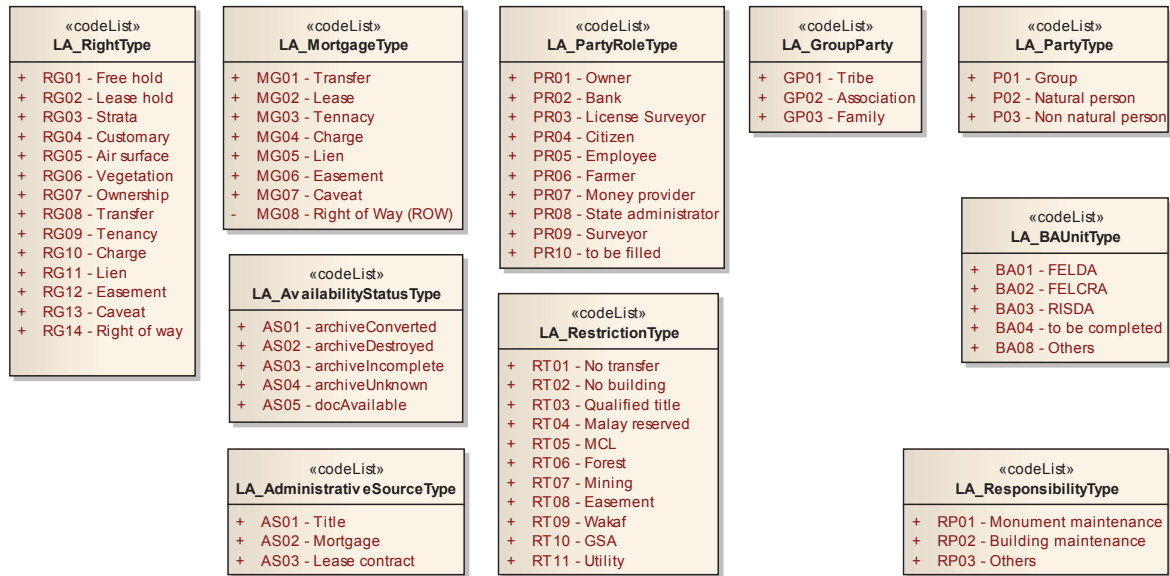 «codeList»
LA_RightType
+ RG01 - Free hold
+ RG02 - Lease hold
+ RG03 - Strata
+ RG04 - Customary
+ RG05 - Air surface
+ RG06 - Vegetation
+ RG07 - Ownership
+ RG08 - Transfer
+ RG09 - Tenancy
+ RG10 - Charge
+ RG11 - Lien
+ RG12 - Easement
+ RG13 - Caveat
+ RG14 - Right of way
«codeList»
LA_MortgageType
+ MG01 - Transfer
+ MG02 - Lease
+ MG03 - Tennacy
+ MG04 - Charge
+ MG05 - Lien
+ MG06 - Easement
+ MG07 - Caveat
- MG08 - Right of Way (ROW)
«codeList»
LA_AvailabilityStatusType
+ AS01 - archiveConverted
+ AS02 - archiveDestroyed
+ AS03 - archiveIncomplete
+ AS04 - archiveUnknown
+ AS05 - docAvailable
«codeList»
LA_AdministrativeSourceType
+ AS01 - Title
+ AS02 - Mortgage
+ AS03 - Lease contract
«codeList»
LA_PartyRoleType
+ PR01 - Owner
+ PR02 - Bank
+ PR03 - License Surveyor
+ PR04 - Citizen
+ PR05 - Employee
+ PR06 - Farmer
+ PR07 - Money provider
+ PR08 - State administrator
+ PR09 - Surveyor
+ PR10 - to be filled
«codeList»
LA_RestrictionType
+ RT01 - No transfer
+ RT02 - No building
+ RT03 - Qualified title
+ RT04 - Malay reserved
+ RT05 - MCL
+ RT06 - Forest
+ RT07 - Mining
+ RT08 - Easement
+ RT09 - Wakaf
+ RT10 - GSA
+ RT11 - Utility
«codeList»
LA_GroupParty
+ GP01 - Tribe
+ GP02 - Association
+ GP03 - Family
«codeList»
LA_PartyType
+ P01 - Group
+ P02 - Natural person
+ P03 - Non natural person
«codeList»
LA_BAUnitType
+ BA01 - FELDA
+ BA02 - FELCRA
+ BA03 - RISDA
+ BA04 - to be completed
+ BA08 - Others
«codeList»
LA_ResponsibilityType
+ RP01 - Monument maintenance
+ RP02 - Building maintenance
+ RP03 - Others